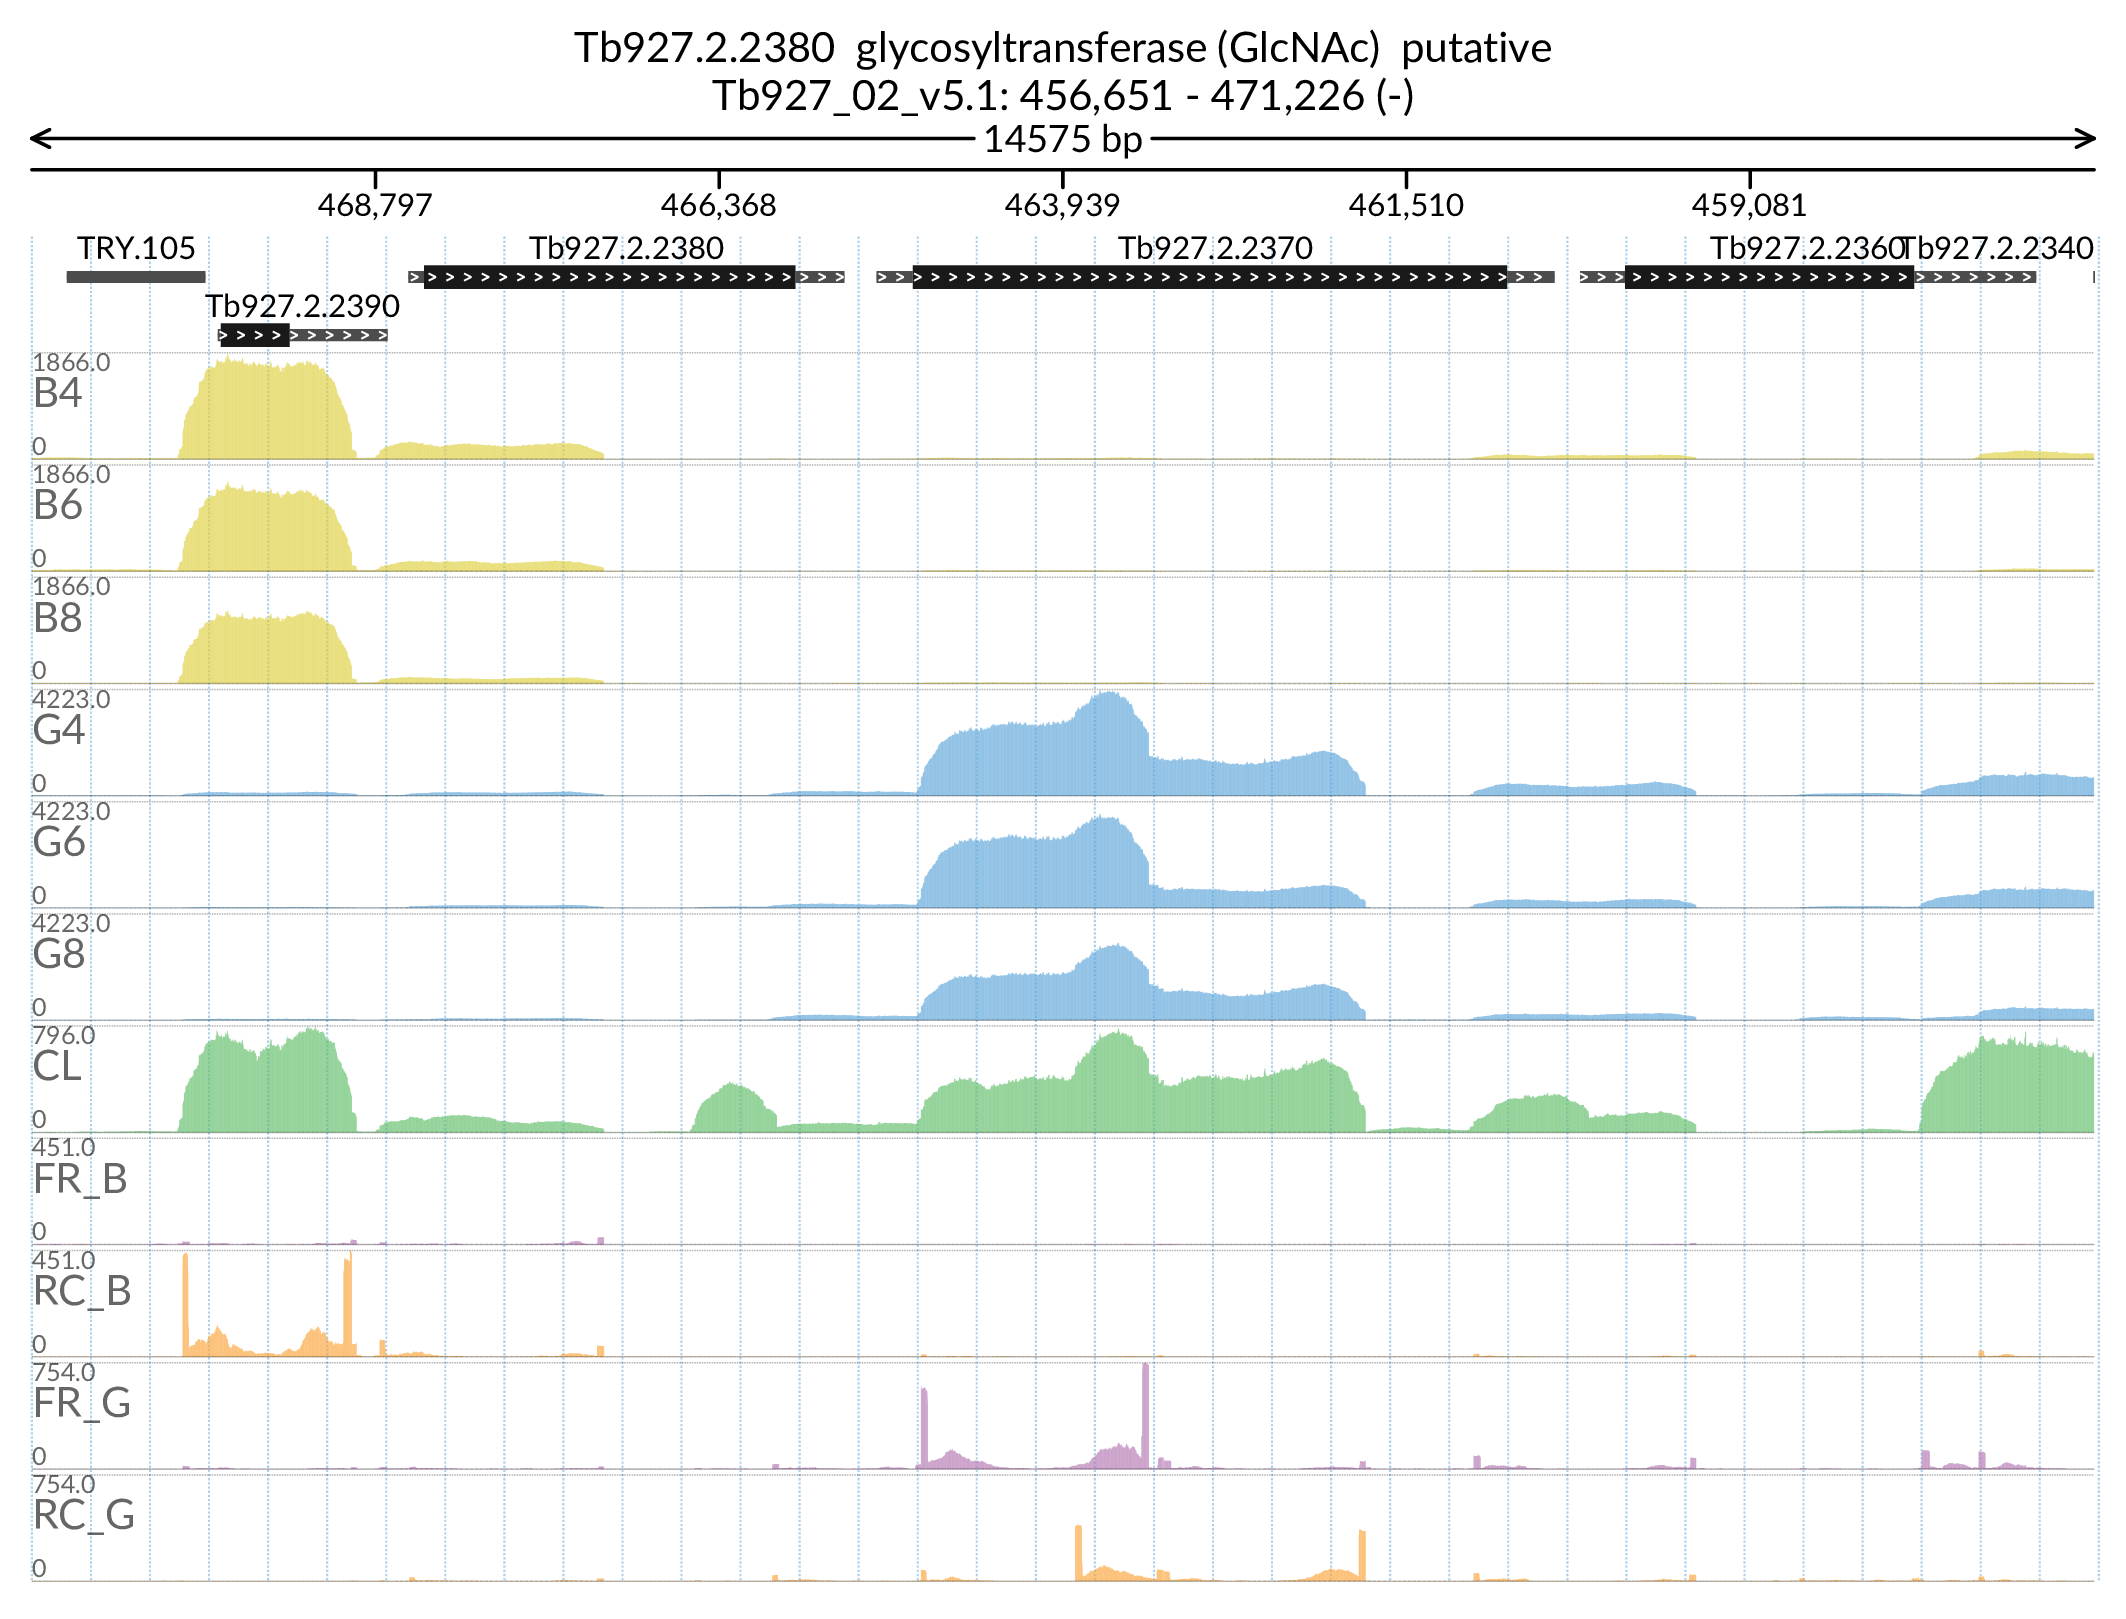 Tb927.2.2380  glycosyltransferase (GlcNAc)  putative
Tb927_02_v5.1: 456,651 - 471,226 (-)
14575 bp
468,797 466,368 463,939 461,510 459,081
TRY.105 Tb927.2.2380 Tb927.2.2370 Tb927.2.2360 Tb927.2.2340
Tb927.2.2390
1866.0
B4
0
1866.0
B6
0
1866.0
B8
0
4223.0
G4
0
4223.0
G6
0
4223.0
G8
0
796.0
CL
0
451.0
FR_B
0
451.0
RC_B
0
754.0
FR_G
0
754.0
RC_G
0